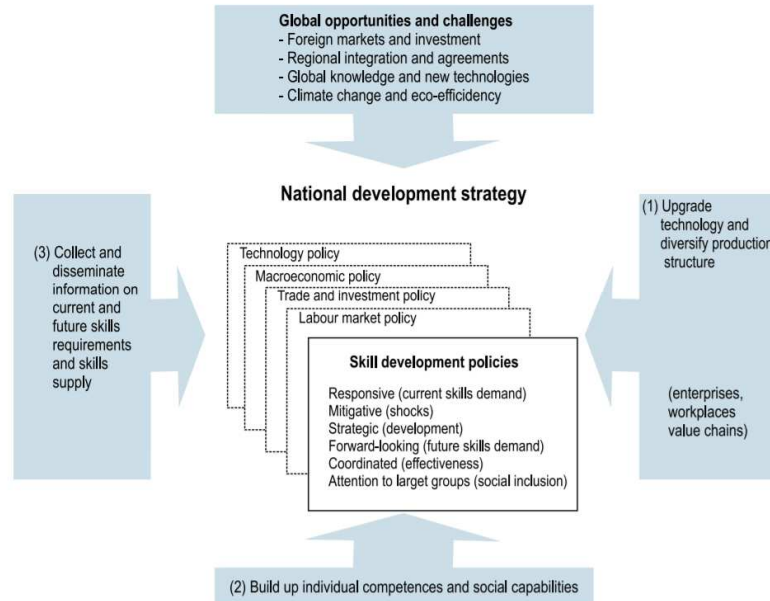 Global opportunities and challenges
- Foreign markets and investment
- Regional integration and agreements
- Global knowledge and new technologies
- Climate change and eco-efficidency
National development strategy
(1) Upgrade
technology and
diversify production
structure
(enterprises,
workplaces
value chains)
(3) Collect and
disseminate
information on
current and
future skills
requirements
and skills
supply
Technology policy
Macroeconomic policy
Trade and investment policy
Labour market policy
Skill development policies
Responsive (current skills demand)
Mitigative (shocks)
Strategic (development)
Forward-looking (future skills demand)
Coordinated (effectiveness)
Attention to larget groups (social inclusion)
(2) Build up individual competences and social capabilities